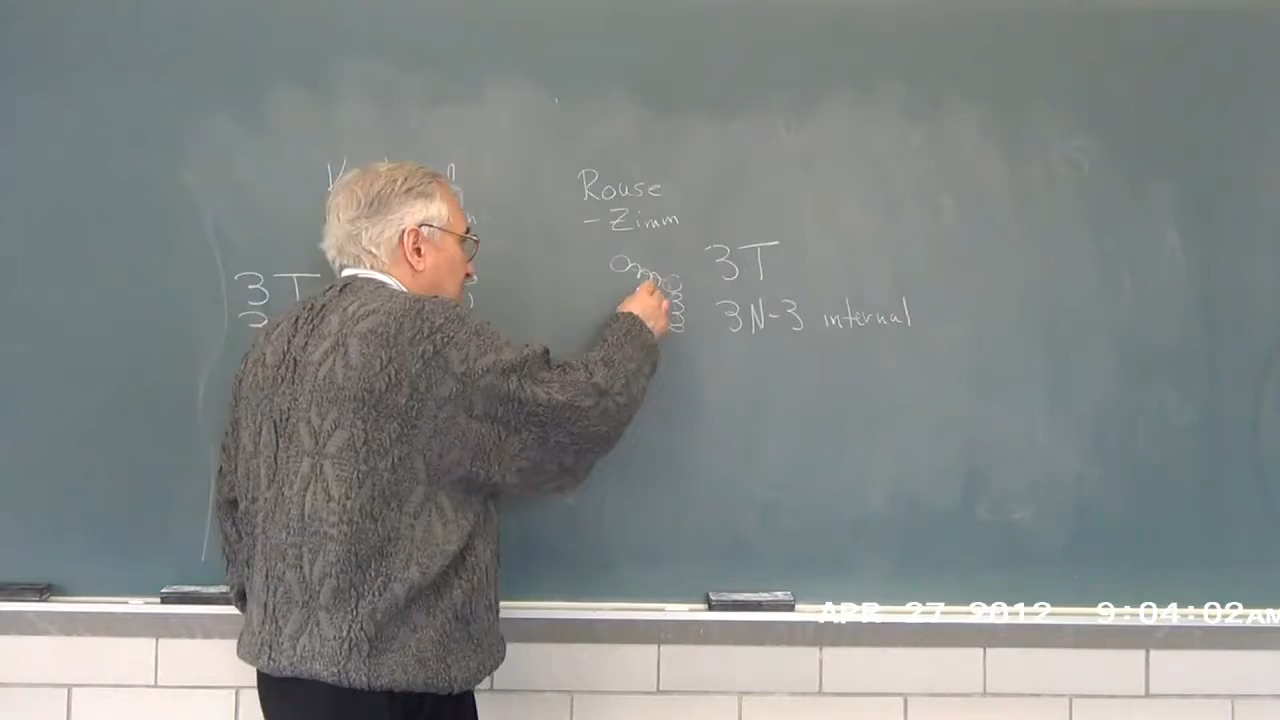 Rouse
- Zimm
3T
3T
3N-3 internal
APR 27 2012 9:04:02AM